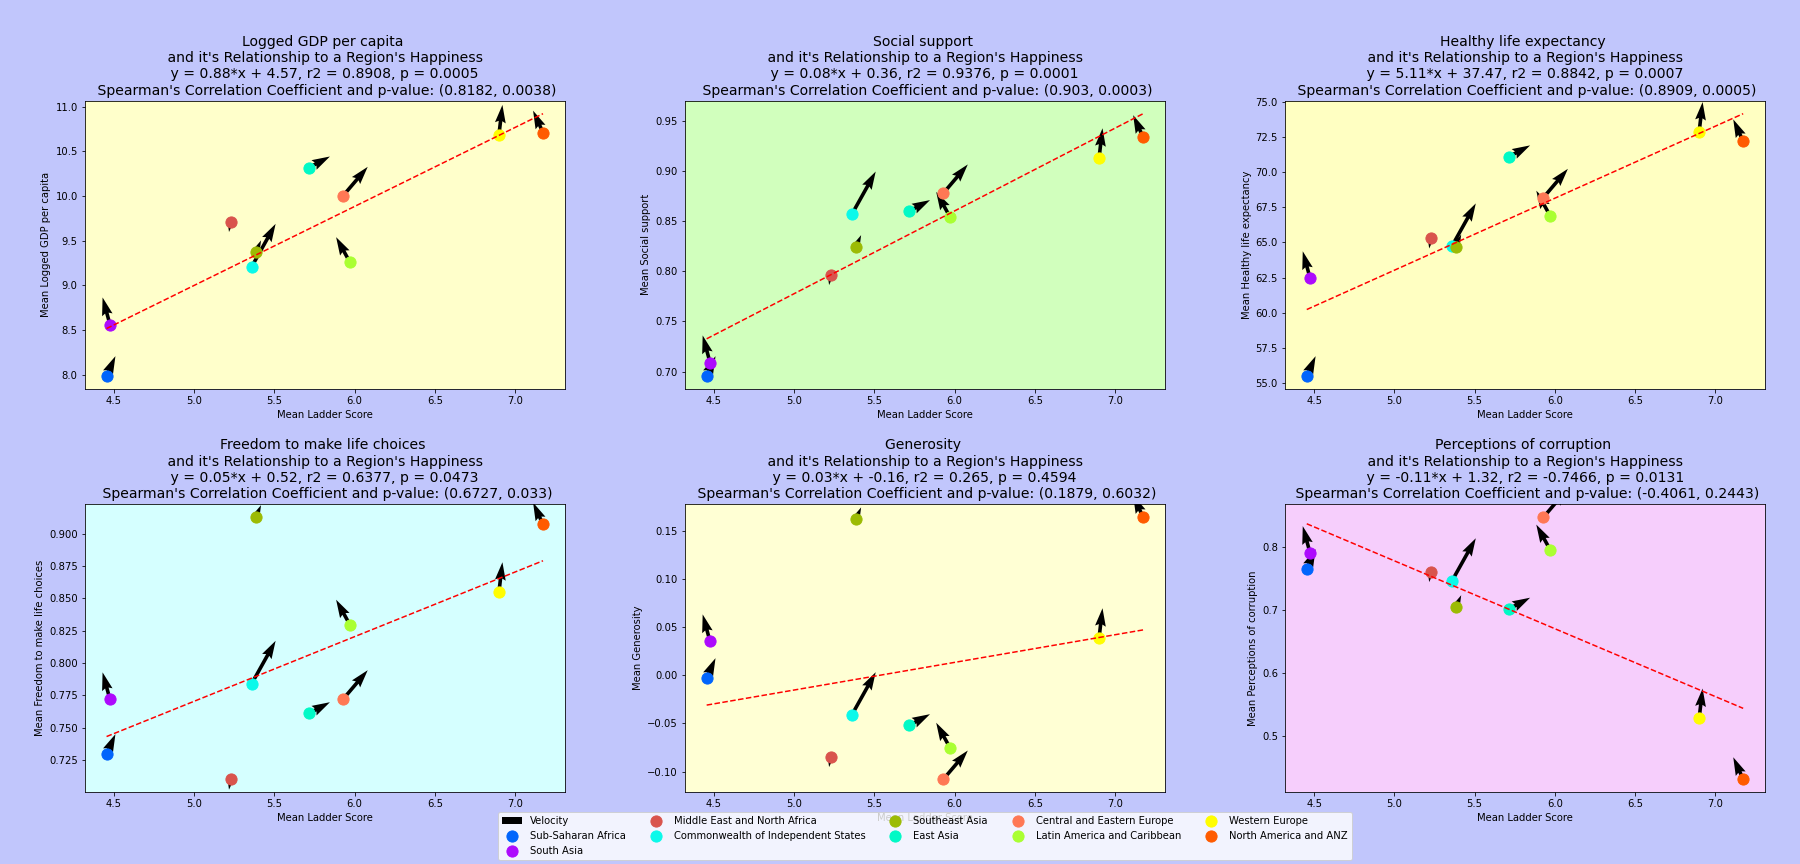 Logged GDP per capita
and it's Relationship to a Region's Happiness
y = 0.88*x + 4.57, r2 = 0.8908, p = 0.0005
Spearman's Correlation Coefficient and p-value: (0.8182, 0.0038)
Mean Logged GDP per capita
11.0
10.5
10.0
9.5
9.0
8.5
8.0
4.5 5.0 5.5 6.0 6.5 7.0
Mean Ladder Score
Social support
and it's Relationship to a Region's Happiness
y = 0.08*x + 0.36, r2 = 0.9376, p = 0.0001
Spearman's Correlation Coefficient and p-value: (0.903, 0.0003)
Mean Social support
0.95
0.90
0.85
0.80
0.75
0.70
4.5 5.0 5.5 6.0 6.5 7.0
Mean Ladder Score
Healthy life expectancy
and it's Relationship to a Region's Happiness
y = 5.11*x + 37.47, r2 = 0.8842, p = 0.0007
Spearman's Correlation Coefficient and p-value: (0.8909, 0.0005)
Mean Healthy life expectancy
75.0
72.5
70.0
67.5
65.0
62.5
60.0
57.5
55.0
4.5 5.0 5.5 6.0 6.5 7.0
Mean Ladder Score
Freedom to make life choices
and it's Relationship to a Region's Happiness
y = 0.05*x + 0.52, r2 = 0.6377, p = 0.0473
Spearman's Correlation Coefficient and p-value: (0.6727, 0.033)
Mean Freedom to make life choices
0.900
0.875
0.850
0.825
0.800
0.775
0.750
0.725
4.5 5.0 5.5 6.0 6.5 7.0
Mean Ladder Score
Generosity
and it's Relationship to a Region's Happiness
y = 0.03*x + -0.16, r2 = 0.265, p = 0.4594
Spearman's Correlation Coefficient and p-value: (0.1879, 0.6032)
Mean Generosity
0.15
0.10
0.05
0.00
−0.05
−0.10
4.5 5.0 5.5 6.0 6.5 7.0
Mean Ladder Score
Perceptions of corruption
and it's Relationship to a Region's Happiness
y = -0.11*x + 1.32, r2 = -0.7466, p = 0.0131
Spearman's Correlation Coefficient and p-value: (-0.4061, 0.2443)
Mean Perceptions of corruption
0.8
0.7
0.6
0.5
4.5 5.0 5.5 6.0 6.5 7.0
Mean Ladder Score
Velocity
Sub-Saharan Africa
South Asia
Middle East and North Africa
Commonwealth of Independent States
Southeast Asia
East Asia
Central and Eastern Europe
Latin America and Caribbean
Western Europe
North America and ANZ